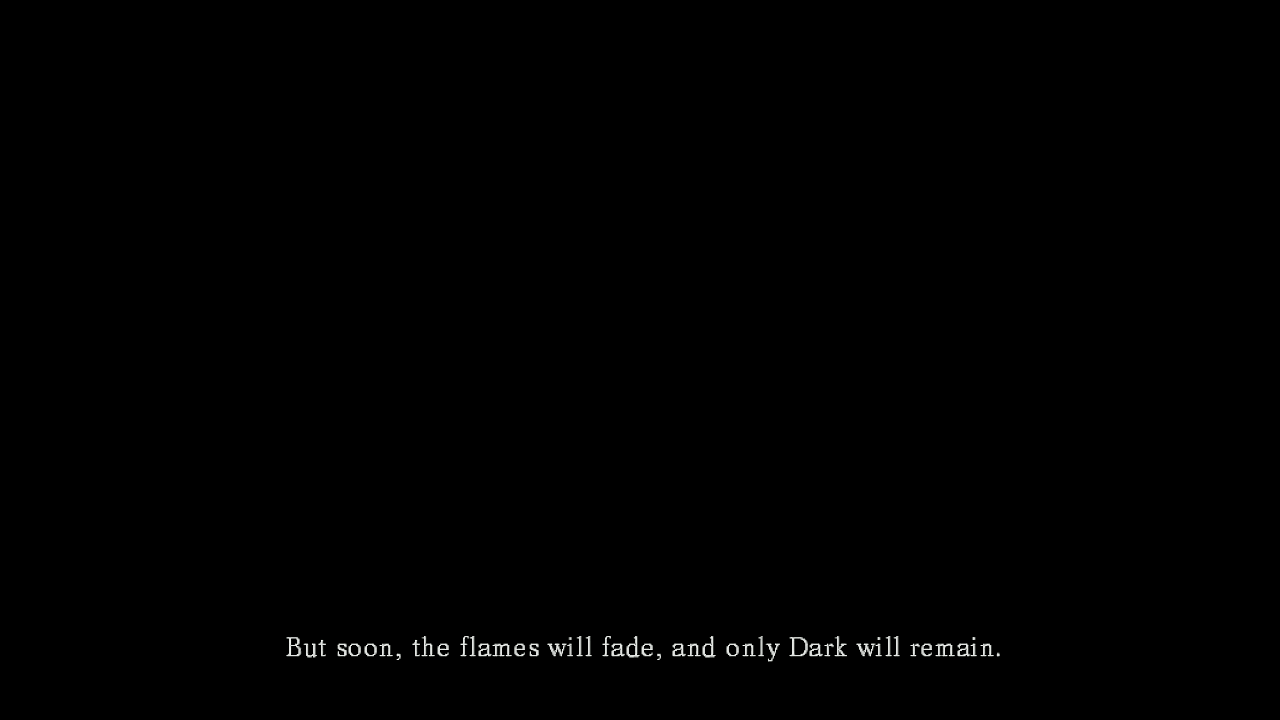 But soon, the flames will fade, and only Dark will remain.